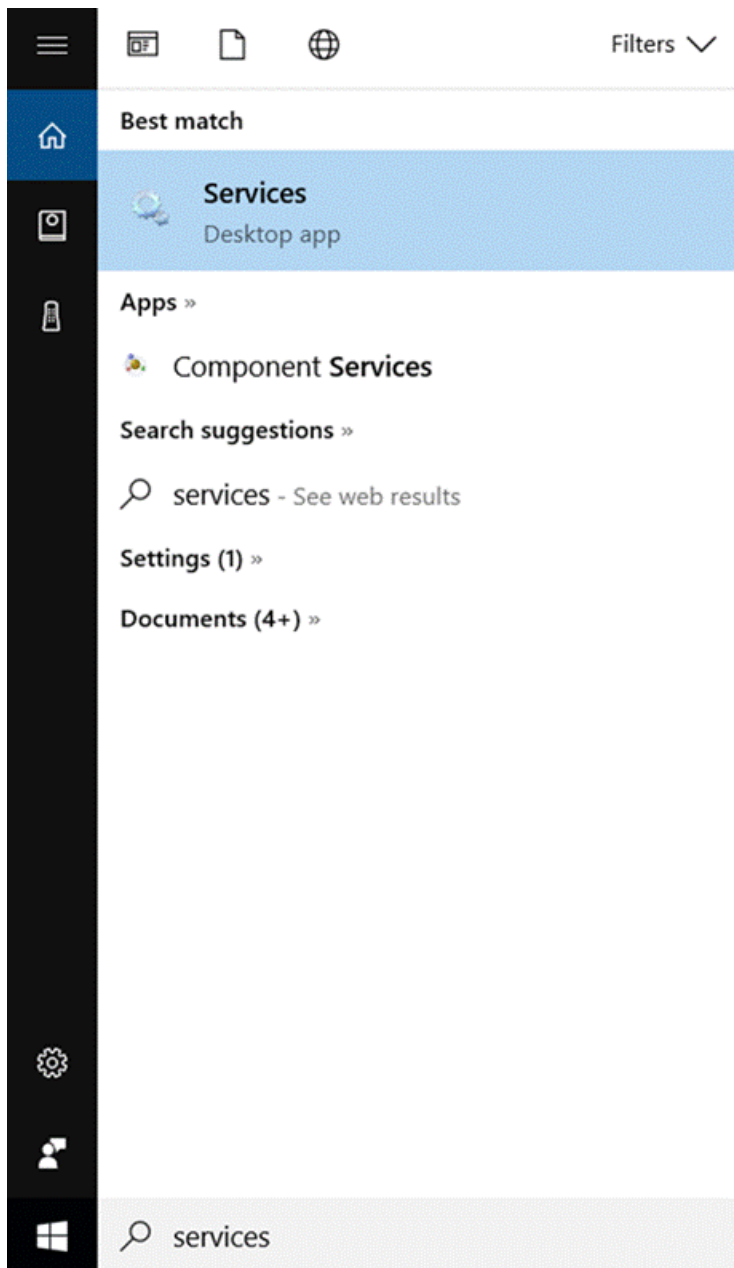 Filters
Best match
Services
Desktop app
Apps »
Component Services
Search suggestions »
services - See web results
Settings (1) »
Documents (4+) »
services